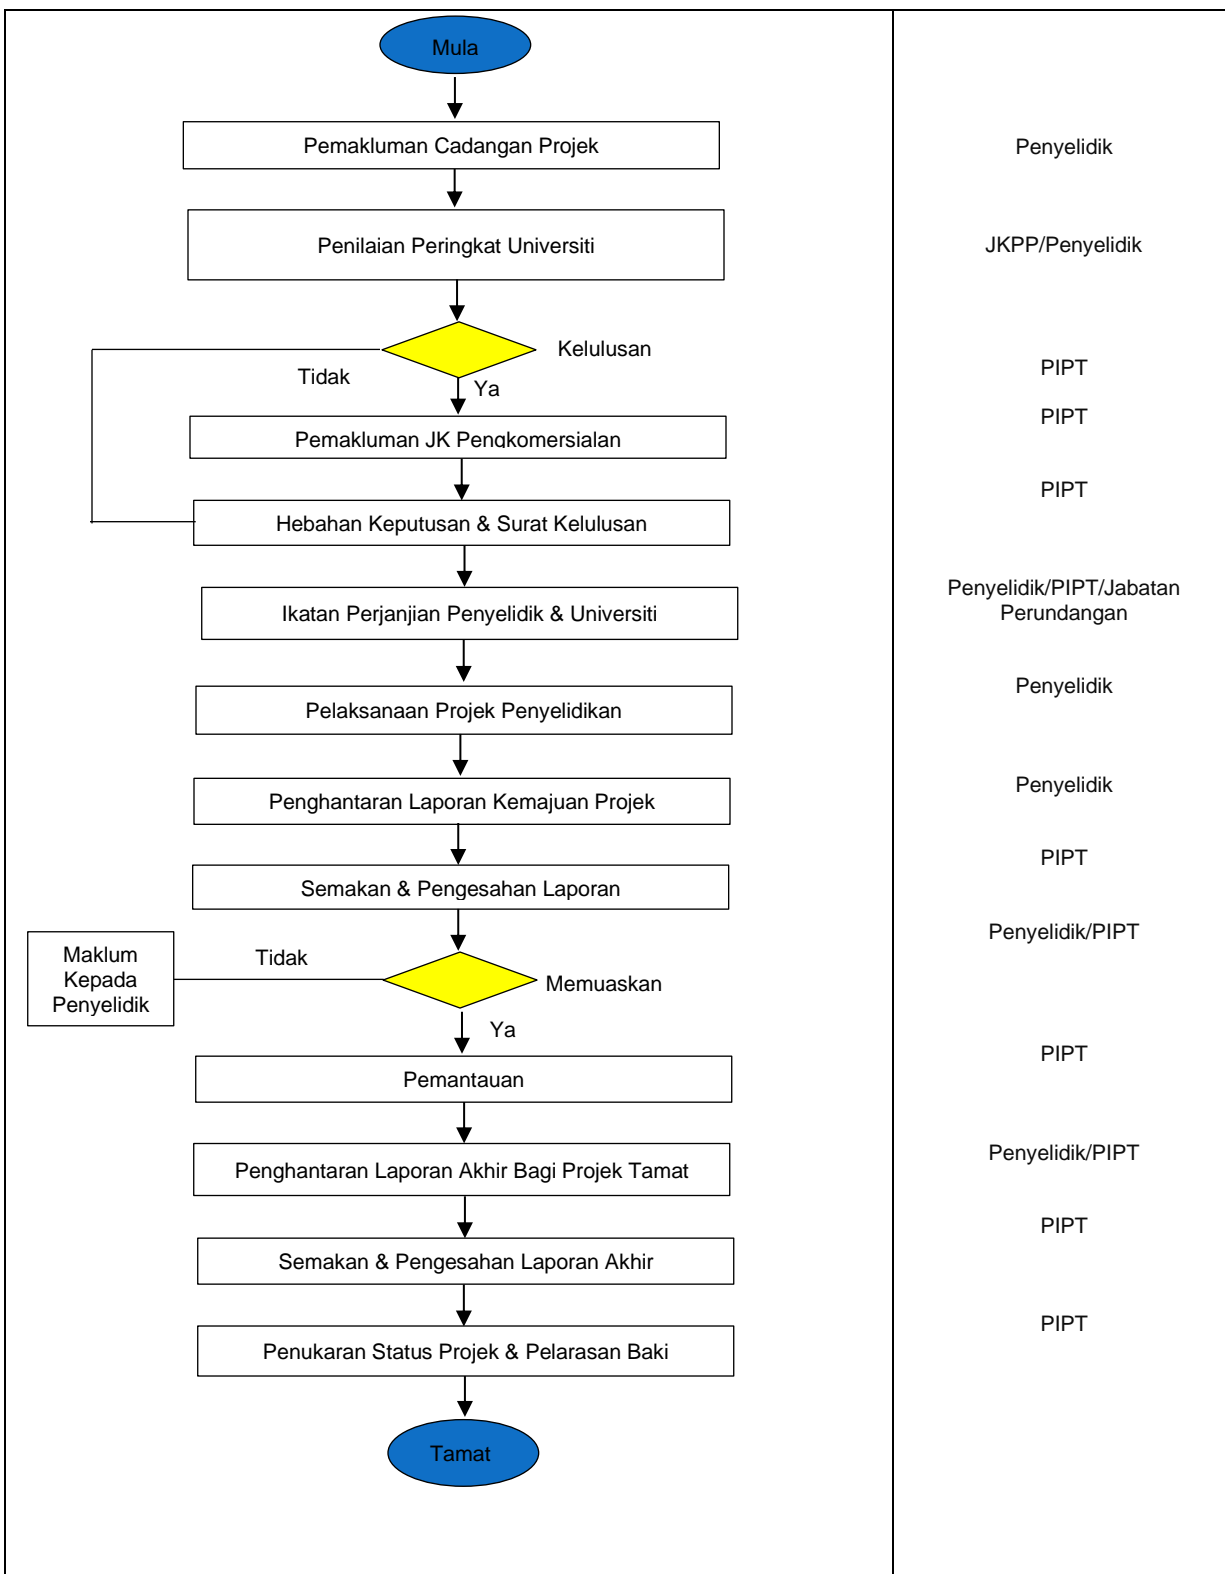 Mula
Pemakluman Cadangan Projek
Penyelidik
Penilaian Peringkat Universiti
JKPP/Penyelidik
Kelulusan
Tidak
Ya
PIPT
Pemakluman JK Pengkomersialan
PIPT
Hebahan Keputusan & Surat Kelulusan
PIPT
Ikatan Perjanjian Penyelidik & Universiti
Penyelidik/PIPT/Jabatan
Perundangan
Pelaksanaan Projek Penyelidikan
Penyelidik
Penghantaran Laporan Kemajuan Projek
Penyelidik
Semakan & Pengesahan Laporan
PIPT
Maklum
Kepada
Penyelidik
Tidak
Memuaskan
Ya
Penyelidik/PIPT
Pemantauan
PIPT
Penghantaran Laporan Akhir Bagi Projek Tamat
Penyelidik/PIPT
Semakan & Pengesahan Laporan Akhir
PIPT
Penukaran Status Projek & Pelarasan Baki
PIPT
Tamat